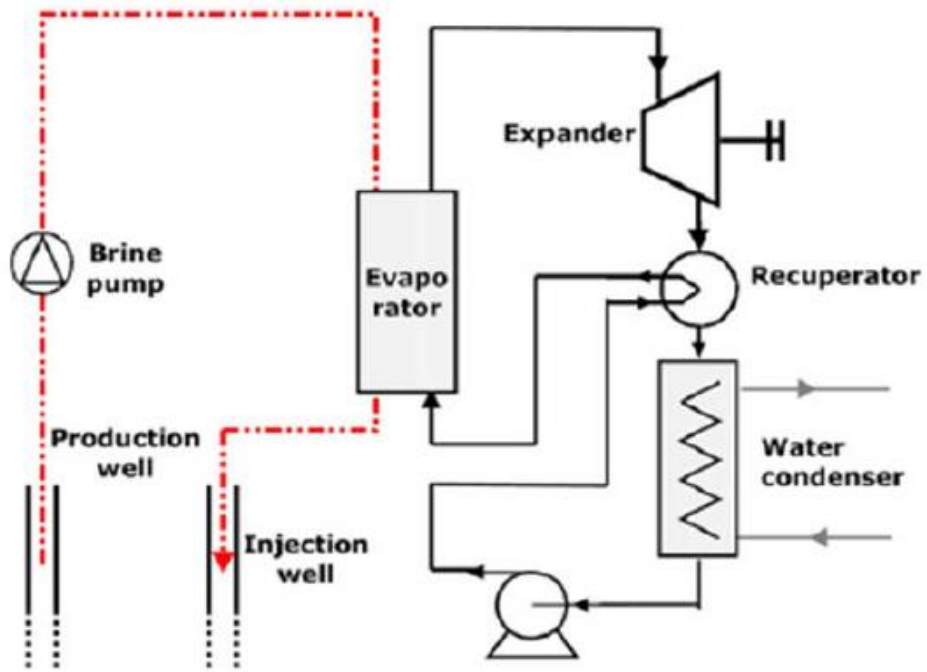 Expander
Brine
pump
Evapo
rator
Recuperator
Production
well
Water
condenser
Injection
well